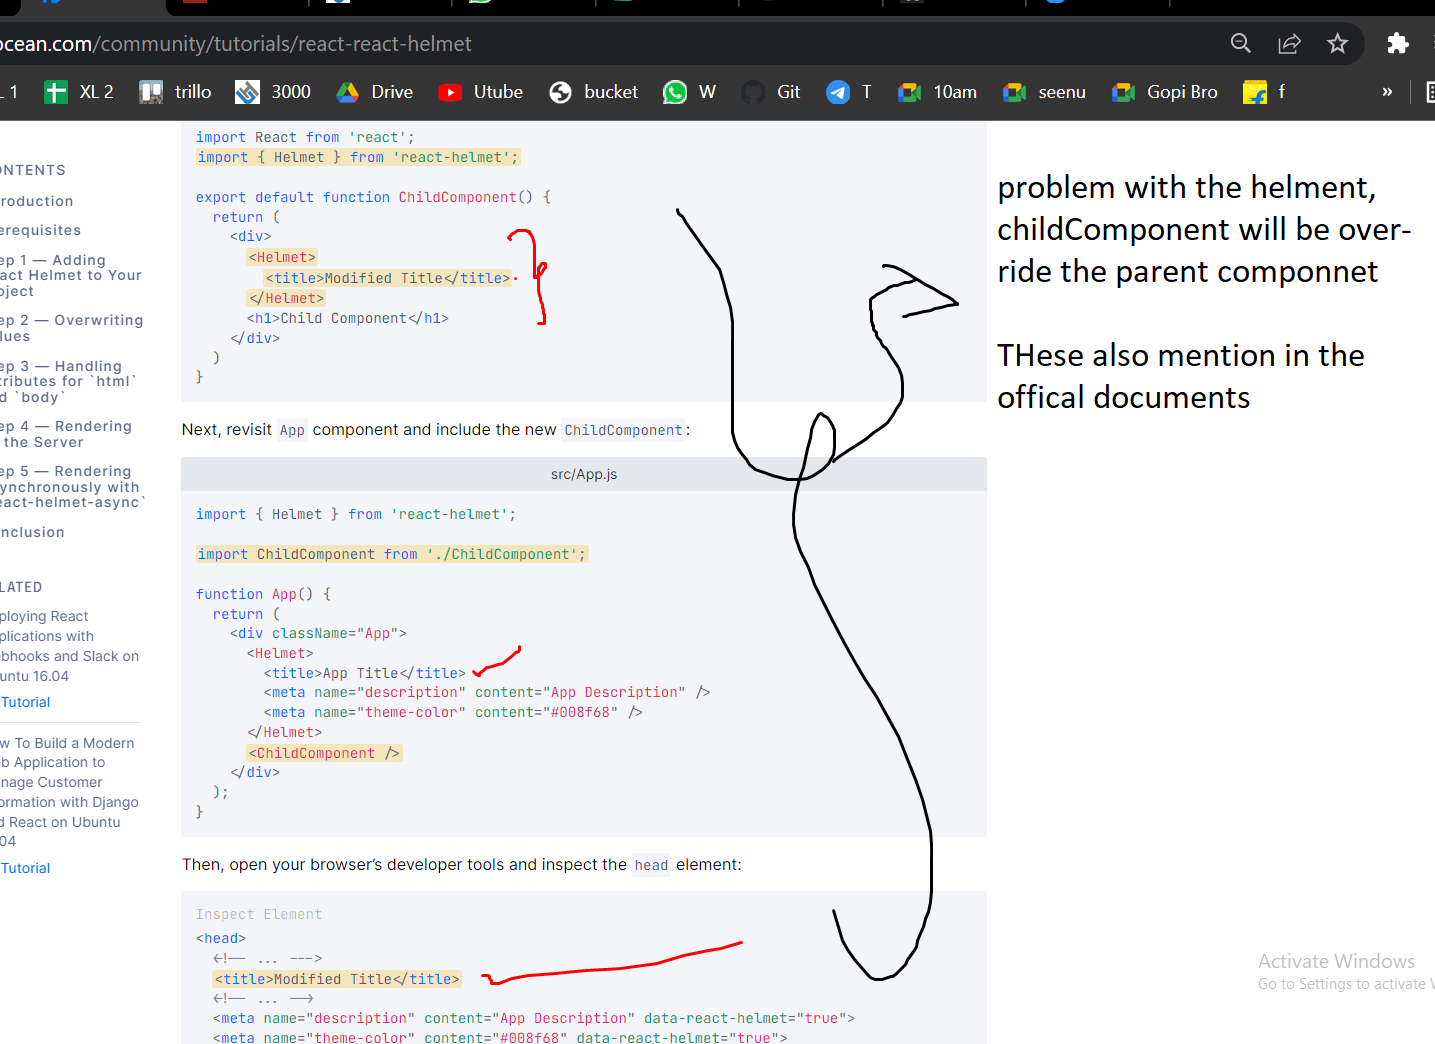 ocean.com/community/tutorials/react-react-helmet
L 1 XL 2 trillo 3000 Drive Utube bucket W Git T 10am seenu Gopi Bro f »
ONTENTS
roduction
erequisites
ep 1 — Adding
act Helmet to Your
oject
ep 2 — Overwriting
lues
ep 3 — Handling
tributes for `html`
d `body`
ep 4 — Rendering
the Server
ep 5 — Rendering
ynchronously with
eact-helmet-async`
nclusion
LATED
ploying React
plications with
bhooks and Slack on
untu 16.04
Tutorial
w To Build a Modern
b Application to
nage Customer
ormation with Django
d React on Ubuntu
04
Tutorial
import React from 'react';
import { Helmet } from 'react-helmet';
export default function ChildComponent() {
return (
<div>
<Helmet>
<title>Modified Title</title>
</Helmet>
<h1>Child Component</h1>
</div>
)
}
Next, revisit App component and include the new ChildComponent:
src/App.js
import { Helmet } from 'react-helmet';
import ChildComponent from './ChildComponent';
function App() {
return (
<div className="App">
<Helmet>
<title>App Title</title>
<meta name="description" content="App Description" />
<meta name="theme-color" content="#008f68" />
</Helmet>
<ChildComponent />
</div>
);
}
Then, open your browser's developer tools and inspect the head element:
Inspect Element
<head>
<!-- ... --->
<title>Modified Title</title>
<!-- ... -->
<meta name="description" content="App Description" data-react-helmet="true">
<meta name="theme-color" content="#008f68" data-react-helmet="true">
problem with the helment,
childComponent will be over-
ride the parent componnet
THese also mention in the
offical documents
Activate Windows
Go to Settings to activate W